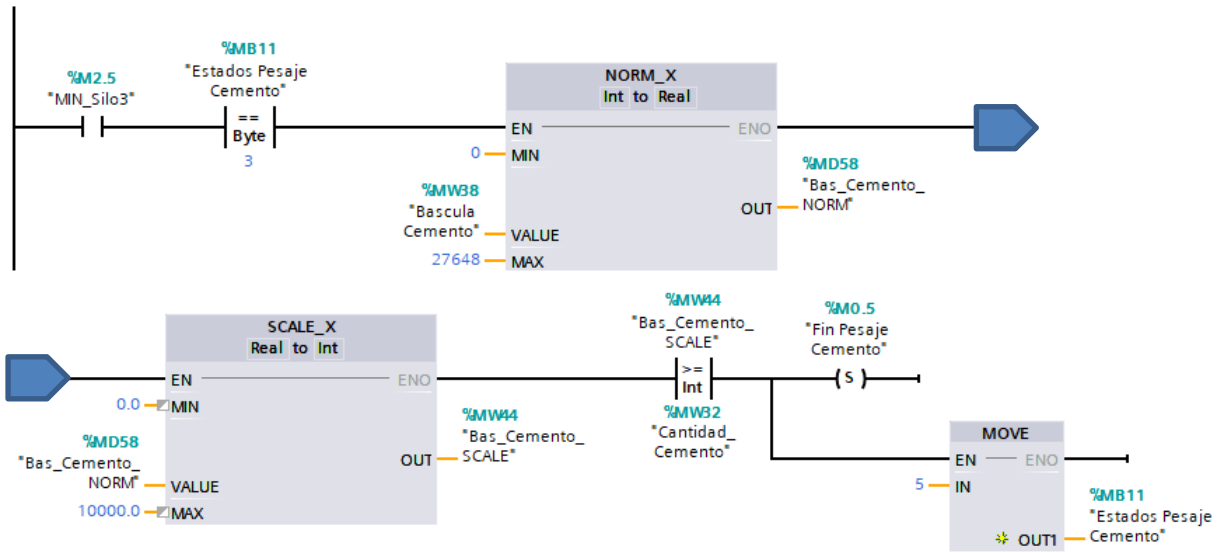 %M2.5
"MIN_Silo3"
%MB11
"Estados Pesaje
Cemento"
==
Byte
3
NORM_X
Int to Real
EN
ENO
0
MIN
%MW38
"Bascula
Cemento"
VALUE
27648
MAX
OUT
%MD58
"Bas_Cemento_
NORM"
SCALE_X
Real to Int
EN
ENO
0.0
MIN
%MD58
"Bas_Cemento_
NORM"
VALUE
10000.0
MAX
OUT
%MW44
"Bas_Cemento_
SCALE"
%MW44
"Bas_Cemento_
SCALE"
>=
Int
%MW32
"Cantidad_
Cemento"
%M0.5
"Fin Pesaje
Cemento"
S
MOVE
EN
ENO
5
IN
OUT1
%MB11
"Estados Pesaje
Cemento"